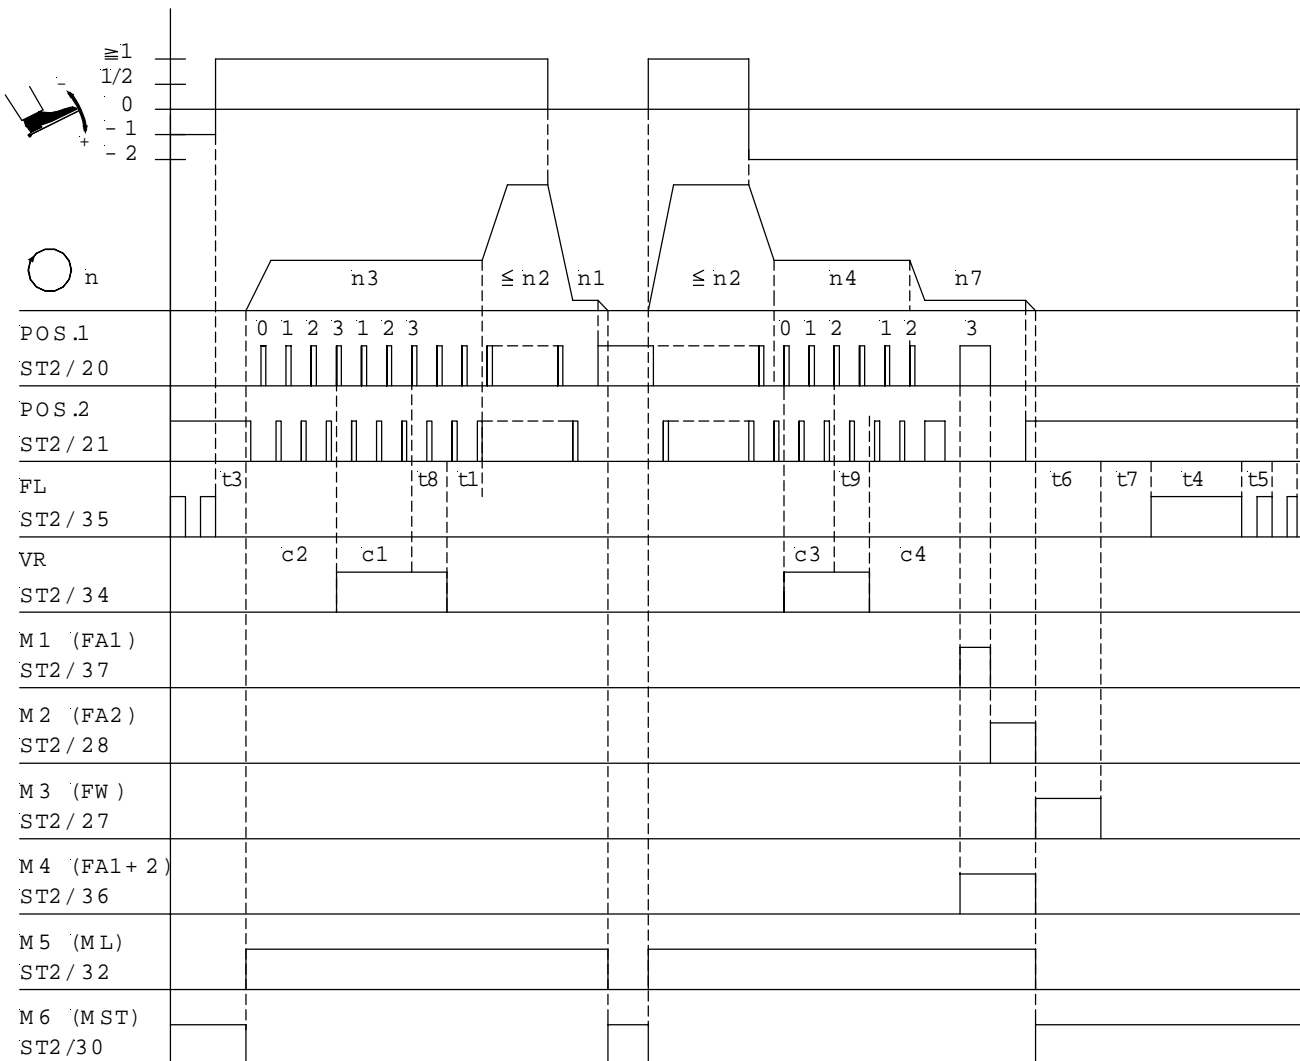 ≧1
1/2
0
-1
-2
-
+
n
n3
≤ n2
n1
≤ n2
n4
n7
POS.1
0 1 2 3 1 2 3
0 1 2 1 2 3
ST2/20
POS.2
ST2/21
FL
t3
t8
t1
t9
t6
t7
t4
t5
ST2/35
VR
c2
c1
c3
c4
ST2/34
M1 (FA1)
ST2/37
M2 (FA2)
ST2/28
M3 (FW)
ST2/27
M4 (FA1+2)
ST2/36
M5 (ML)
ST2/32
M6 (MST)
ST2/30